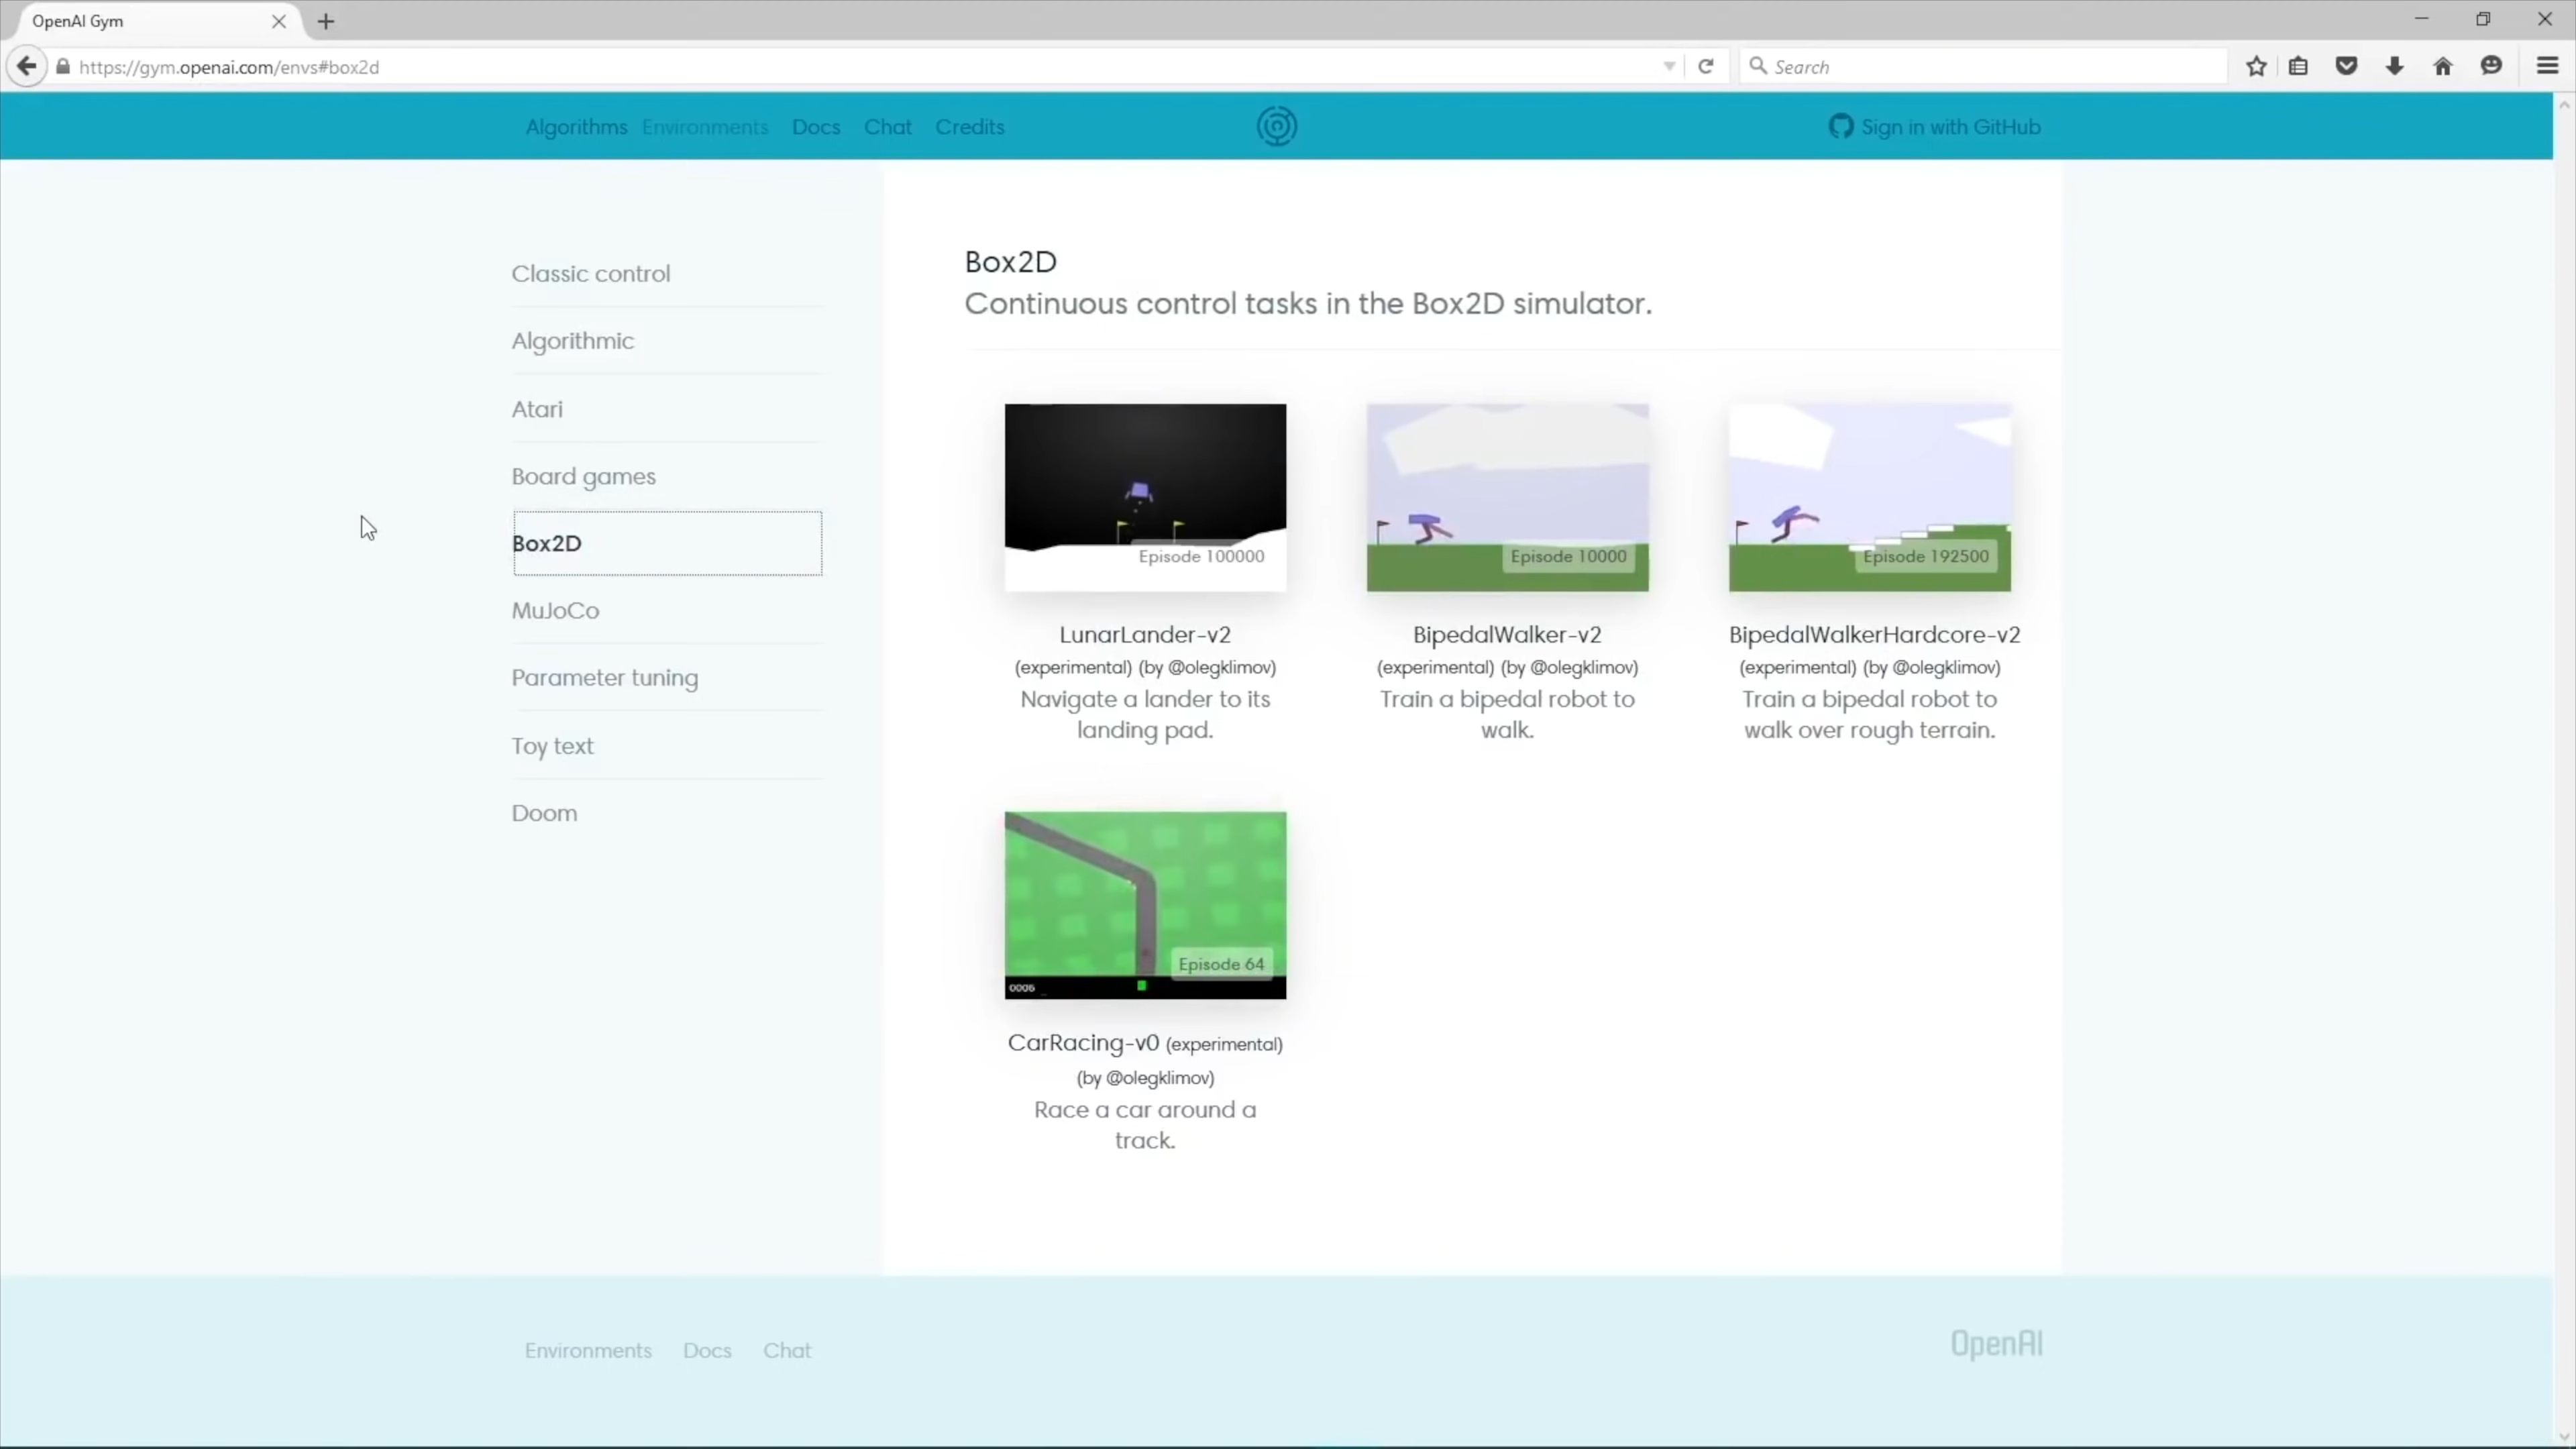 OpenAI Gym
https://gym.openai.com/envs#box2d
Search
Algorithms Environments Docs Chat Credits
Sign in with GitHub
Classic control
Algorithmic
Atari
Board games
Box2D
MuJoCo
Parameter tuning
Toy text
Doom
Box2D
Continuous control tasks in the Box2D simulator.
Episode 100000
LunarLander-v2
(experimental) (by @olegklimov)
Navigate a lander to its
landing pad.
Episode 10000
BipedalWalker-v2
(experimental) (by @olegklimov)
Train a bipedal robot to
walk.
Episode 192500
BipedalWalkerHardcore-v2
(experimental) (by @olegklimov)
Train a bipedal robot to
walk over rough terrain.
Episode 64
0006
CarRacing-v0 (experimental)
(by @olegklimov)
Race a car around a
track.
Environments Docs Chat
OpenAI